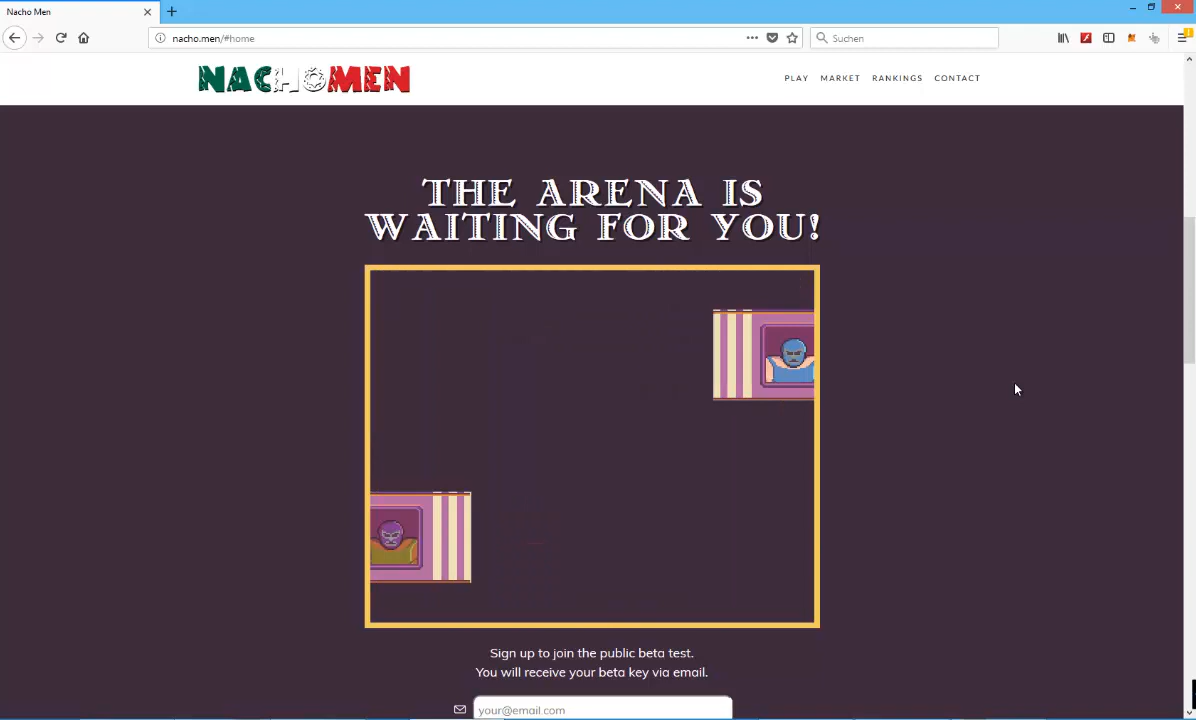 Nacho Men
nacho.men/#home
Suchen
NACHOMEN
PLAY MARKET RANKINGS CONTACT
THE ARENA IS
WAITING FOR YOU!
Sign up to join the public beta test.
You will receive your beta key via email.
your@email.com